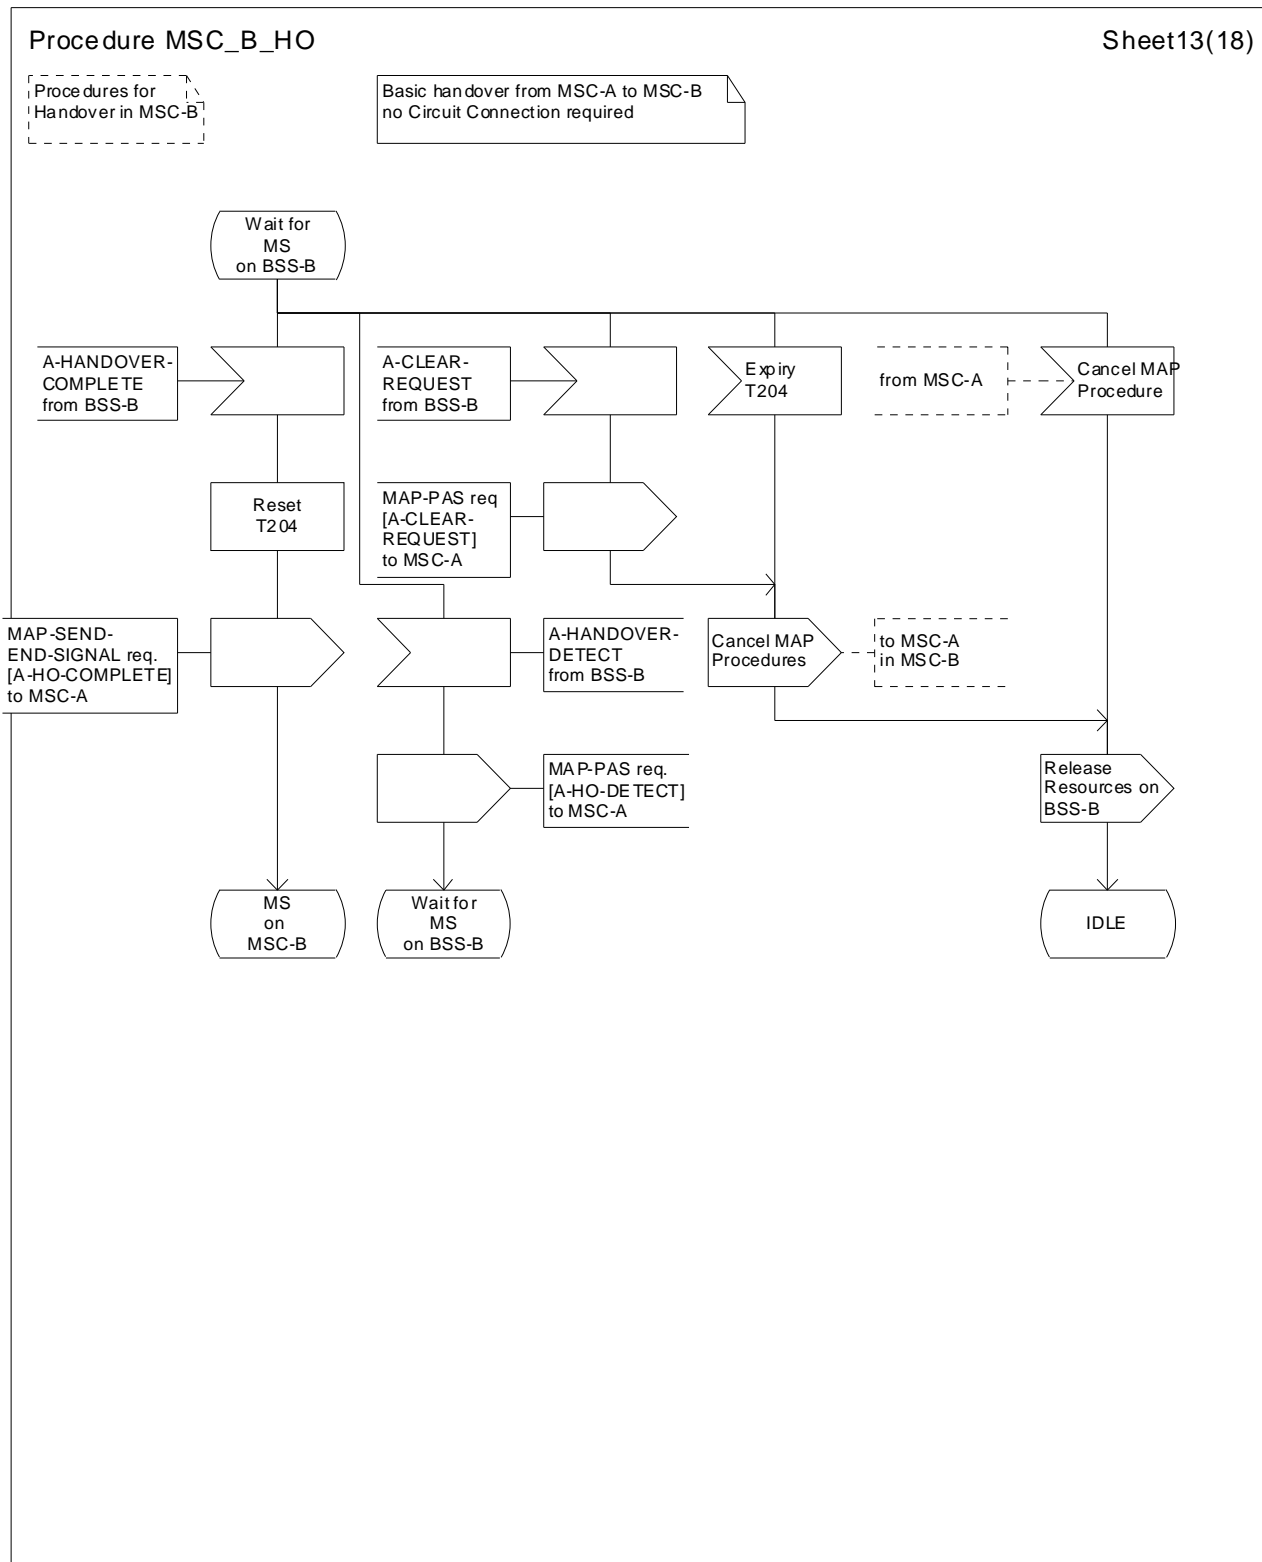 Procedure MSC_B_HO
Sheet13(18)
Procedures for
Handover in MSC-B
Basic handover from MSC-A to MSC-B
no Circuit Connection required
Wait for
MS
on BSS-B
A-HANDOVER-
COMPLETE
from BSS-B
A-CLEAR-
REQUEST
from BSS-B
Expiry
T204
from MSC-A
Cancel MAP
Procedure
Reset
T204
MAP-PAS req
[A-CLEAR-
REQUEST]
to MSC-A
MAP-SEND-
END-SIGNAL req.
[A-HO-COMPLETE]
to MSC-A
A-HANDOVER-
DETECT
from BSS-B
Cancel MAP
Procedures
to MSC-A
in MSC-B
MAP-PAS req.
[A-HO-DETECT]
to MSC-A
Release
Resources on
BSS-B
MS
on
MSC-B
Wait for
MS
on BSS-B
IDLE